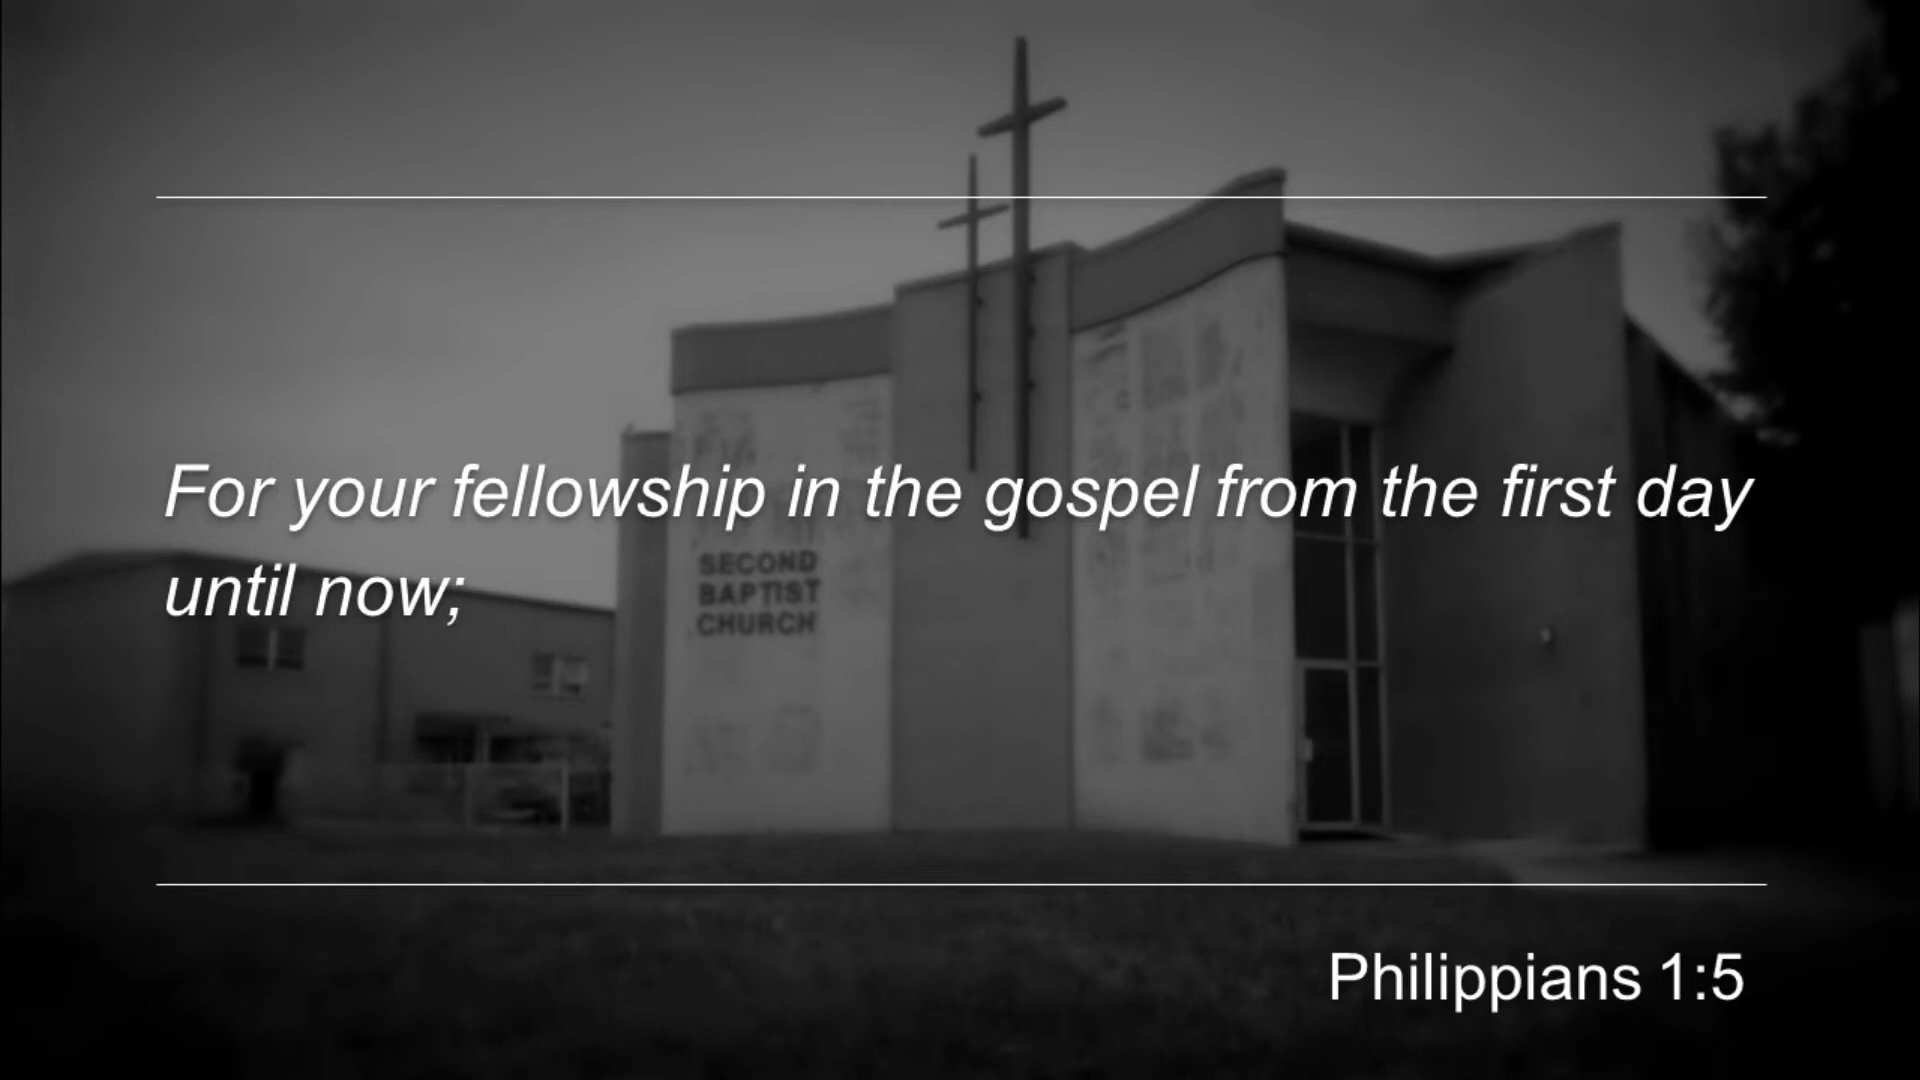 For your fellowship in the gospel from the first day
until now;
SECOND
BAPTIST
CHURCH
Philippians 1:5